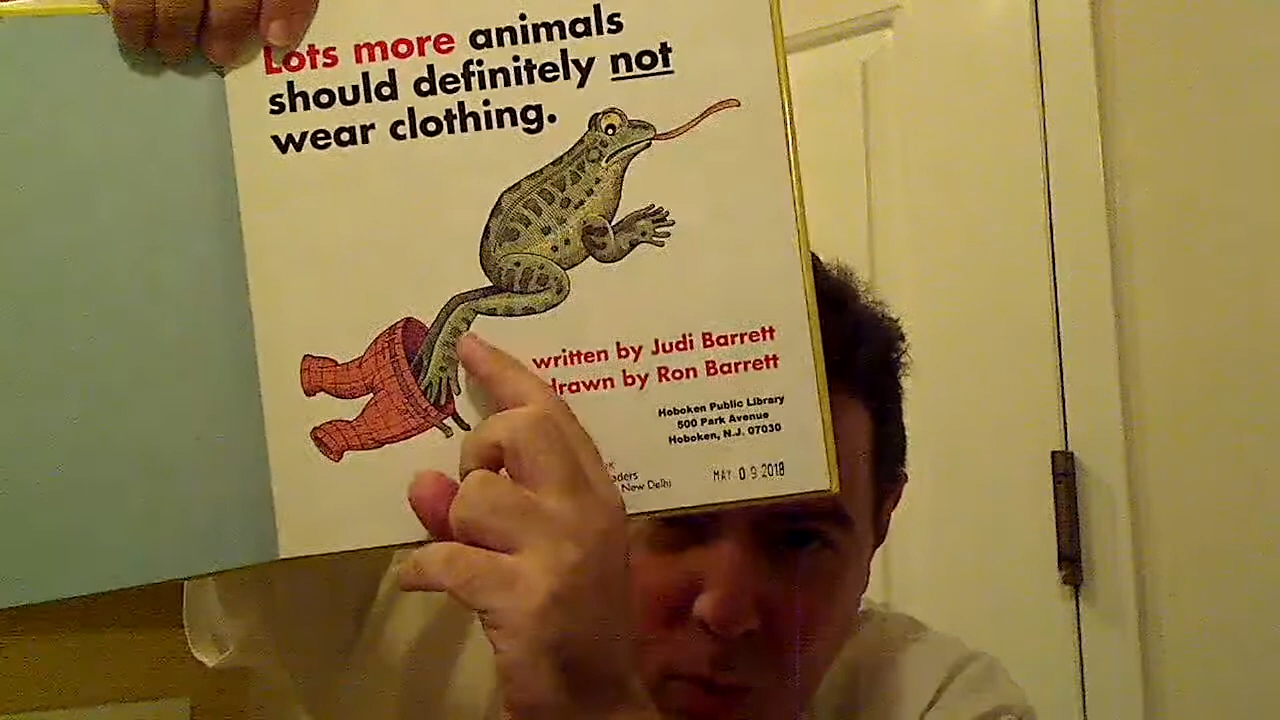 Lots more animals
should definitely not
wear clothing.
written by Judi Barrett
drawn by Ron Barrett
Hoboken Public Library
500 Park Avenue
Hoboken, N.J. 07030
New Delhi
MAY 09 2018